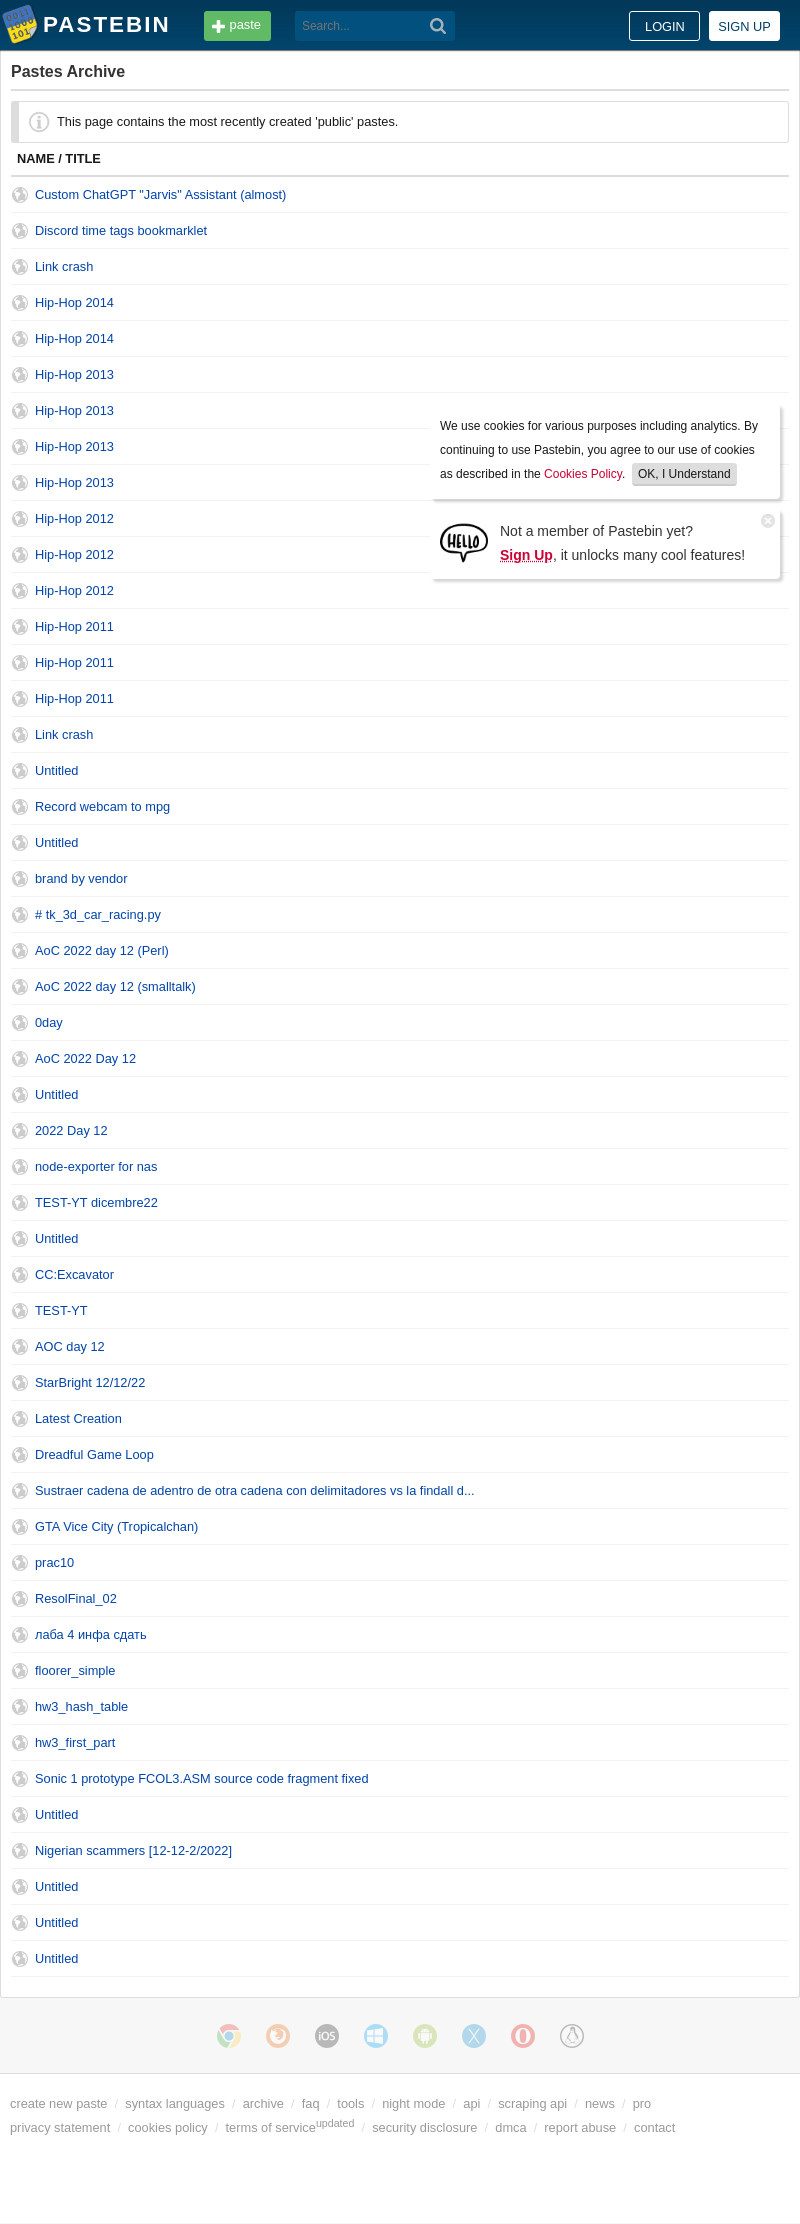 PASTEBIN
paste
Search...
LOGIN
SIGN UP
Pastes Archive
This page contains the most recently created 'public' pastes.
NAME / TITLE
Custom ChatGPT "Jarvis" Assistant (almost)
Discord time tags bookmarklet
Link crash
Hip-Hop 2014
Hip-Hop 2014
Hip-Hop 2013
Hip-Hop 2013
Hip-Hop 2013
Hip-Hop 2013
Hip-Hop 2012
Hip-Hop 2012
Hip-Hop 2012
Hip-Hop 2011
Hip-Hop 2011
Hip-Hop 2011
Link crash
Untitled
Record webcam to mpg
Untitled
brand by vendor
# tk_3d_car_racing.py
AoC 2022 day 12 (Perl)
AoC 2022 day 12 (smalltalk)
0day
AoC 2022 Day 12
Untitled
2022 Day 12
node-exporter for nas
TEST-YT dicembre22
Untitled
CC:Excavator
TEST-YT
AOC day 12
StarBright 12/12/22
Latest Creation
Dreadful Game Loop
Sustraer cadena de adentro de otra cadena con delimitadores vs la findall d...
GTA Vice City (Tropicalchan)
prac10
ResolFinal_02
лаба 4 инфа сдать
floorer_simple
hw3_hash_table
hw3_first_part
Sonic 1 prototype FCOL3.ASM source code fragment fixed
Untitled
Nigerian scammers [12-12-2/2022]
Untitled
Untitled
Untitled
We use cookies for various purposes including analytics. By
continuing to use Pastebin, you agree to our use of cookies
as described in the Cookies Policy. OK, I Understand
HELLO
Not a member of Pastebin yet?
Sign Up, it unlocks many cool features!
iOS
create new paste / syntax languages / archive / faq / tools / night mode / api / scraping api / news / pro
privacy statement / cookies policy / terms of service updated / security disclosure / dmca / report abuse / contact